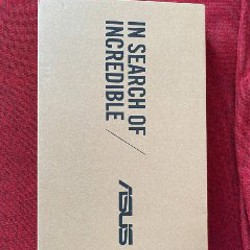 IN SEARCH OF
INCREDIBLE /
ASUS